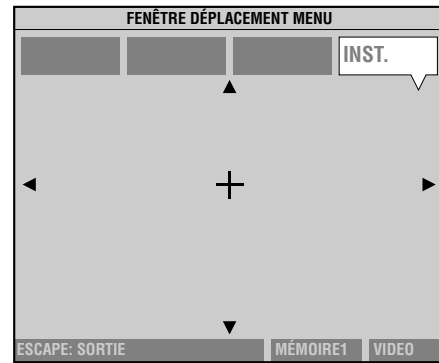 FENÊTRE DÉPLACEMENT MENU
INST.
ESCAPE: SORTIE MÉMOIRE1 VIDEO